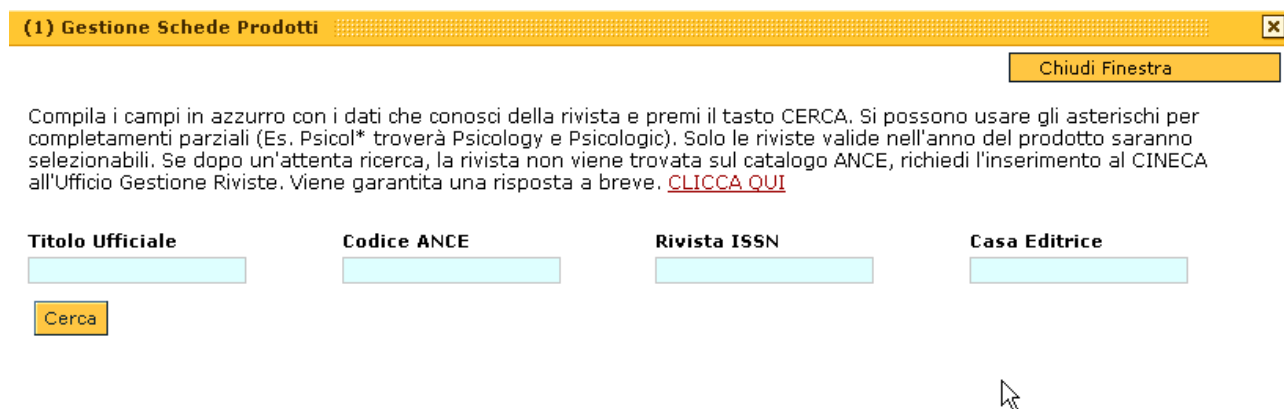 (1) Gestione Schede Prodotti
Chiudi Finestra
Compila i campi in azzurro con i dati che conosci della rivista e premi il tasto CERCA. Si possono usare gli asterischi per
completamenti parziali (Es. Psicol* troverà Psicology e Psicologic). Solo le riviste valide nell'anno del prodotto saranno
selezionabili. Se dopo un'attenta ricerca, la rivista non viene trovata sul catalogo ANCE, richiedi l'inserimento al CINECA
all'Ufficio Gestione Riviste. Viene garantita una risposta a breve. CLICCA QUI
Titolo Ufficiale Codice ANCE Rivista ISSN Casa Editrice
Cerca